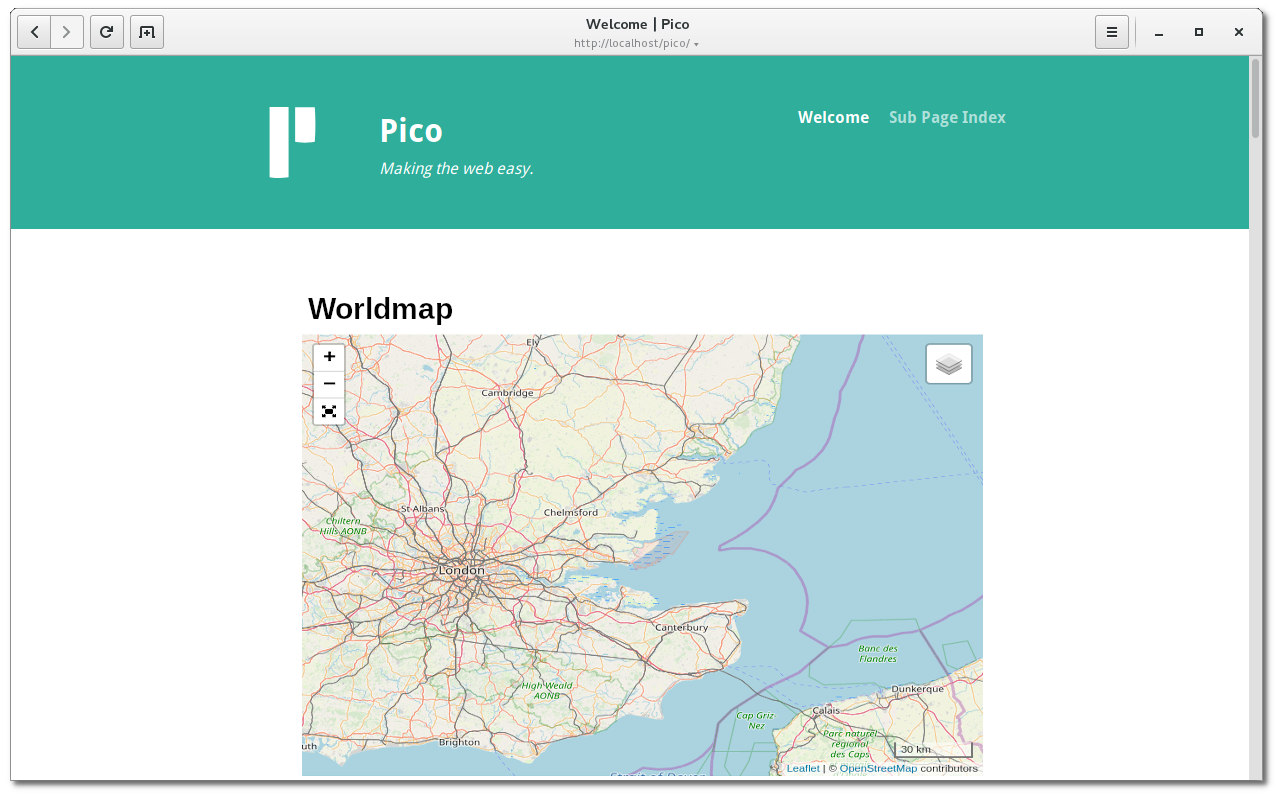 Welcome | Pico
http://localhost/pico/
Pico
Making the web easy.
Welcome Sub Page Index
Worldmap
+
−
Ely
Cambridge
St Albans
Chelmsford
Chiltern
Hills AONB
London
Canterbury
Banc des
Flandres
High Weald
AONB
Dunkerque
Calais
Cap Griz
Nez
Parc naturel
régional
des Caps
Brighton
uth
30 km
Leaflet | © OpenStreetMap contributors